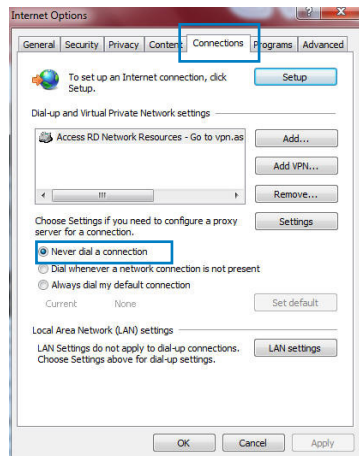 Internet Options
General Security Privacy Content Connections Programs Advanced
To set up an Internet connection, click
Setup.
Setup
Dial-up and Virtual Private Network settings
Access RD Network Resources - Go to vpn.as
Add...
Add VPN...
Remove...
Choose Settings if you need to configure a proxy
server for a connection.
Settings
Never dial a connection
Dial whenever a network connection is not present
Always dial my default connection
Current None
Set default
Local Area Network (LAN) settings
LAN Settings do not apply to dial-up connections.
Choose Settings above for dial-up settings.
LAN settings
OK Cancel Apply